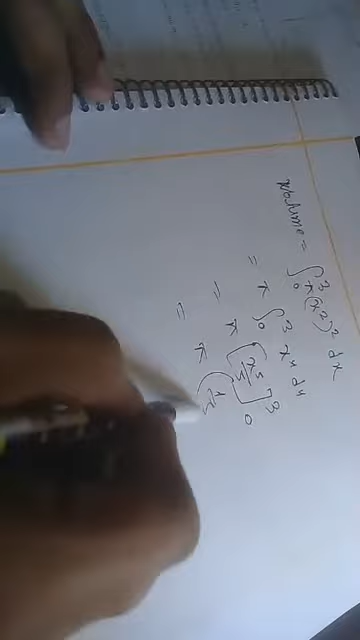 Volume = ∫₀³ π(x²)² dx
= π ∫₀³ x⁴ dx
= π [x⁵/5]₀³
= π (